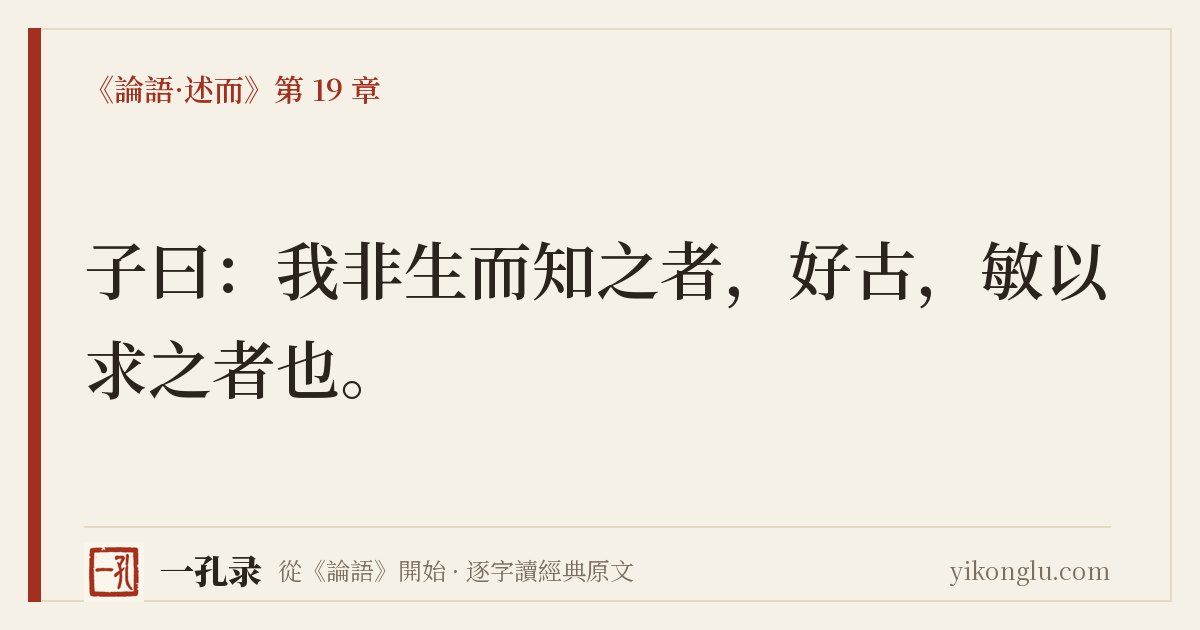 《論語·述而》第 19 章
子曰：我非生而知之者，好古，敏以
求之者也。
一孔
一孔录 從《論語》開始 · 逐字讀經典原文 yikonglu.com